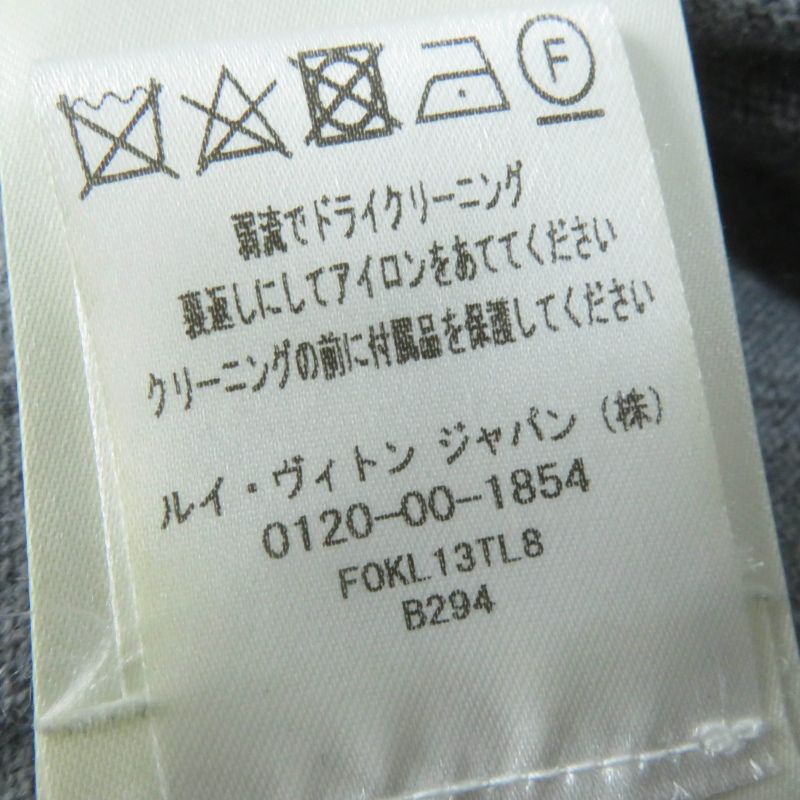 F
弱流でドライクリーニング
裏返しにしてアイロンをあててください
クリーニングの前に付属品を保護してください
ルイ・ヴィトン ジャパン(株)
0120-00-1854
F0KL13TL8
B294